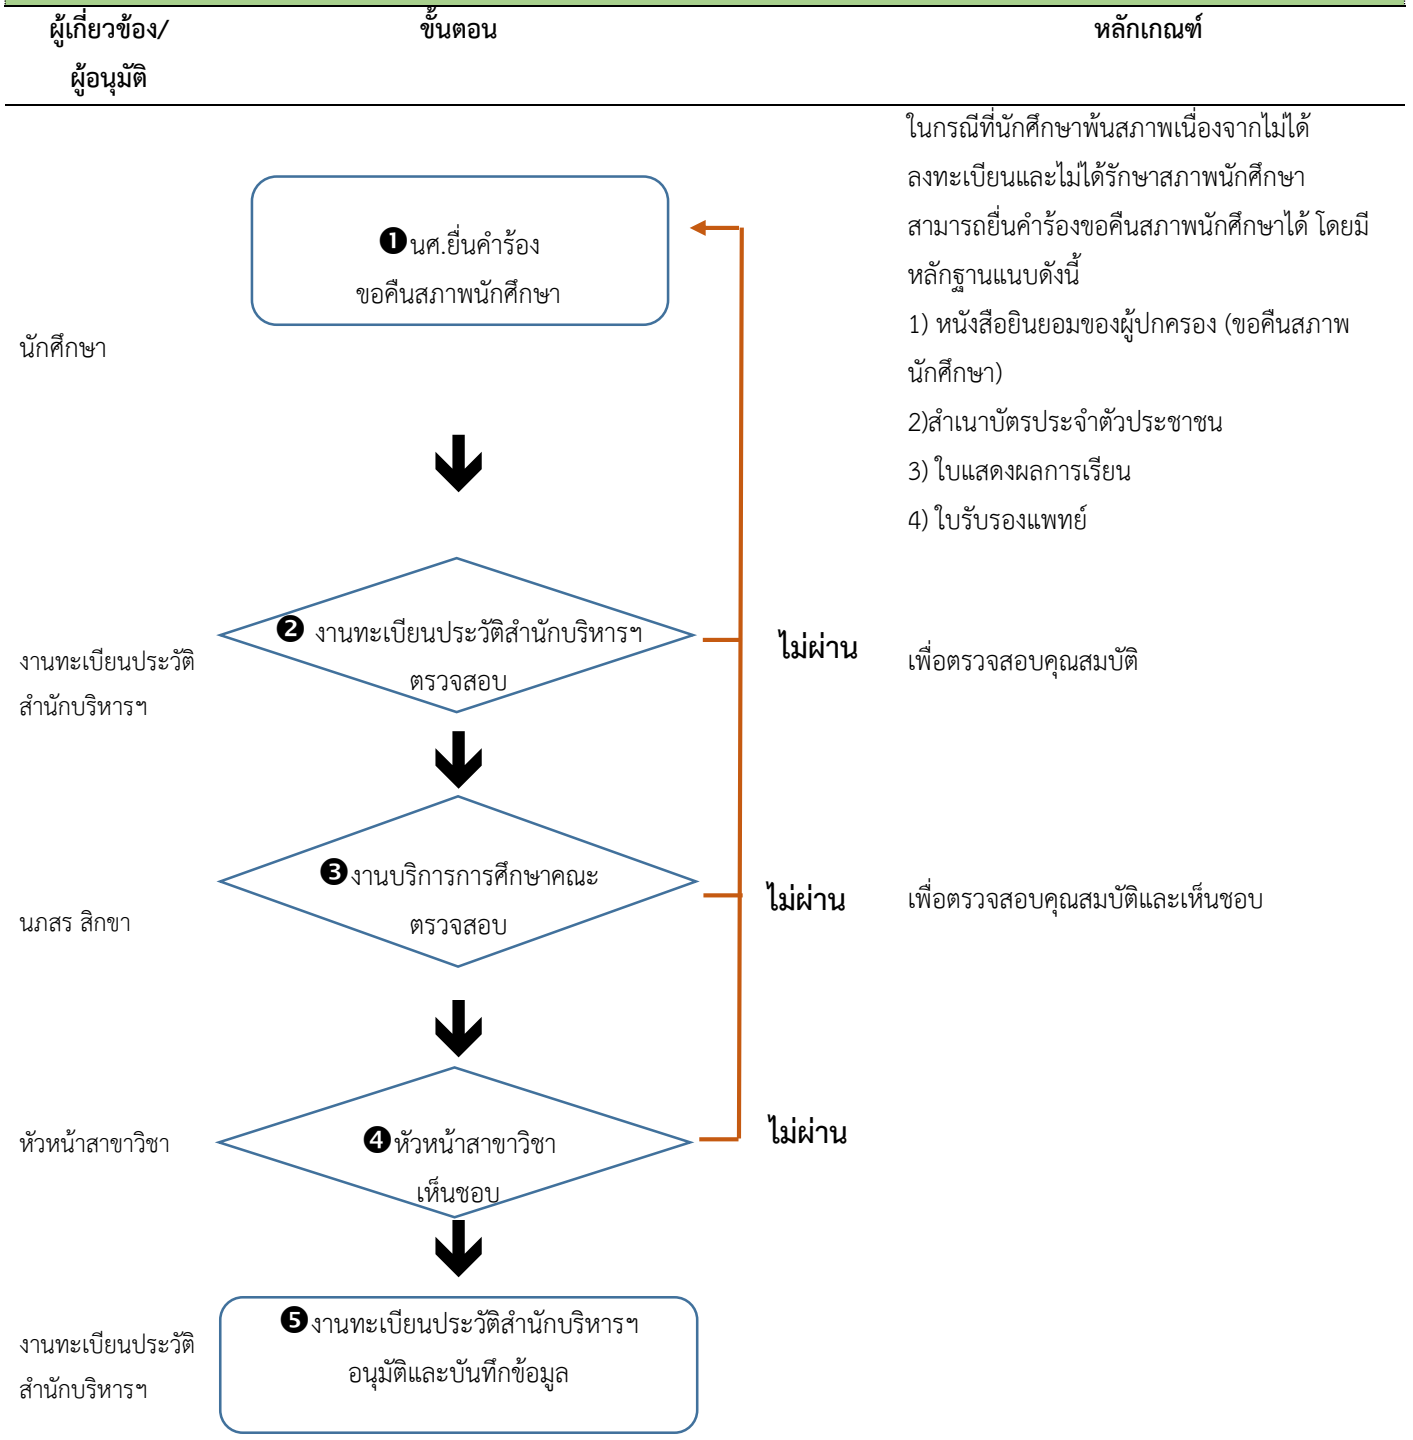 ผู้เกี่ยวข้อง/
ผู้อนุมัติ
ขั้นตอน
หลักเกณฑ์
ในกรณีที่นักศึกษาพ้นสภาพเนื่องจากไม่ได้
ลงทะเบียนและไม่ได้รักษาสภาพนักศึกษา
สามารถยื่นคำร้องขอคืนสภาพนักศึกษาได้ โดยมี
หลักฐานแนบดังนี้
1) หนังสือยินยอมของผู้ปกครอง (ขอคืนสภาพ
นักศึกษา)
2)สำเนาบัตรประจำตัวประชาชน
3) ใบแสดงผลการเรียน
4) ใบรับรองแพทย์
❶นศ.ยื่นคำร้อง
ขอคืนสภาพนักศึกษา
นักศึกษา
❷ งานทะเบียนประวัติสำนักบริหารฯ
ตรวจสอบ
ไม่ผ่าน
งานทะเบียนประวัติ
สำนักบริหารฯ
เพื่อตรวจสอบคุณสมบัติ
❸งานบริการการศึกษาคณะ
ตรวจสอบ
ไม่ผ่าน
นภสร สิกขา
เพื่อตรวจสอบคุณสมบัติและเห็นชอบ
❹หัวหน้าสาขาวิชา
เห็นชอบ
ไม่ผ่าน
หัวหน้าสาขาวิชา
❺งานทะเบียนประวัติสำนักบริหารฯ
อนุมัติและบันทึกข้อมูล
งานทะเบียนประวัติ
สำนักบริหารฯ